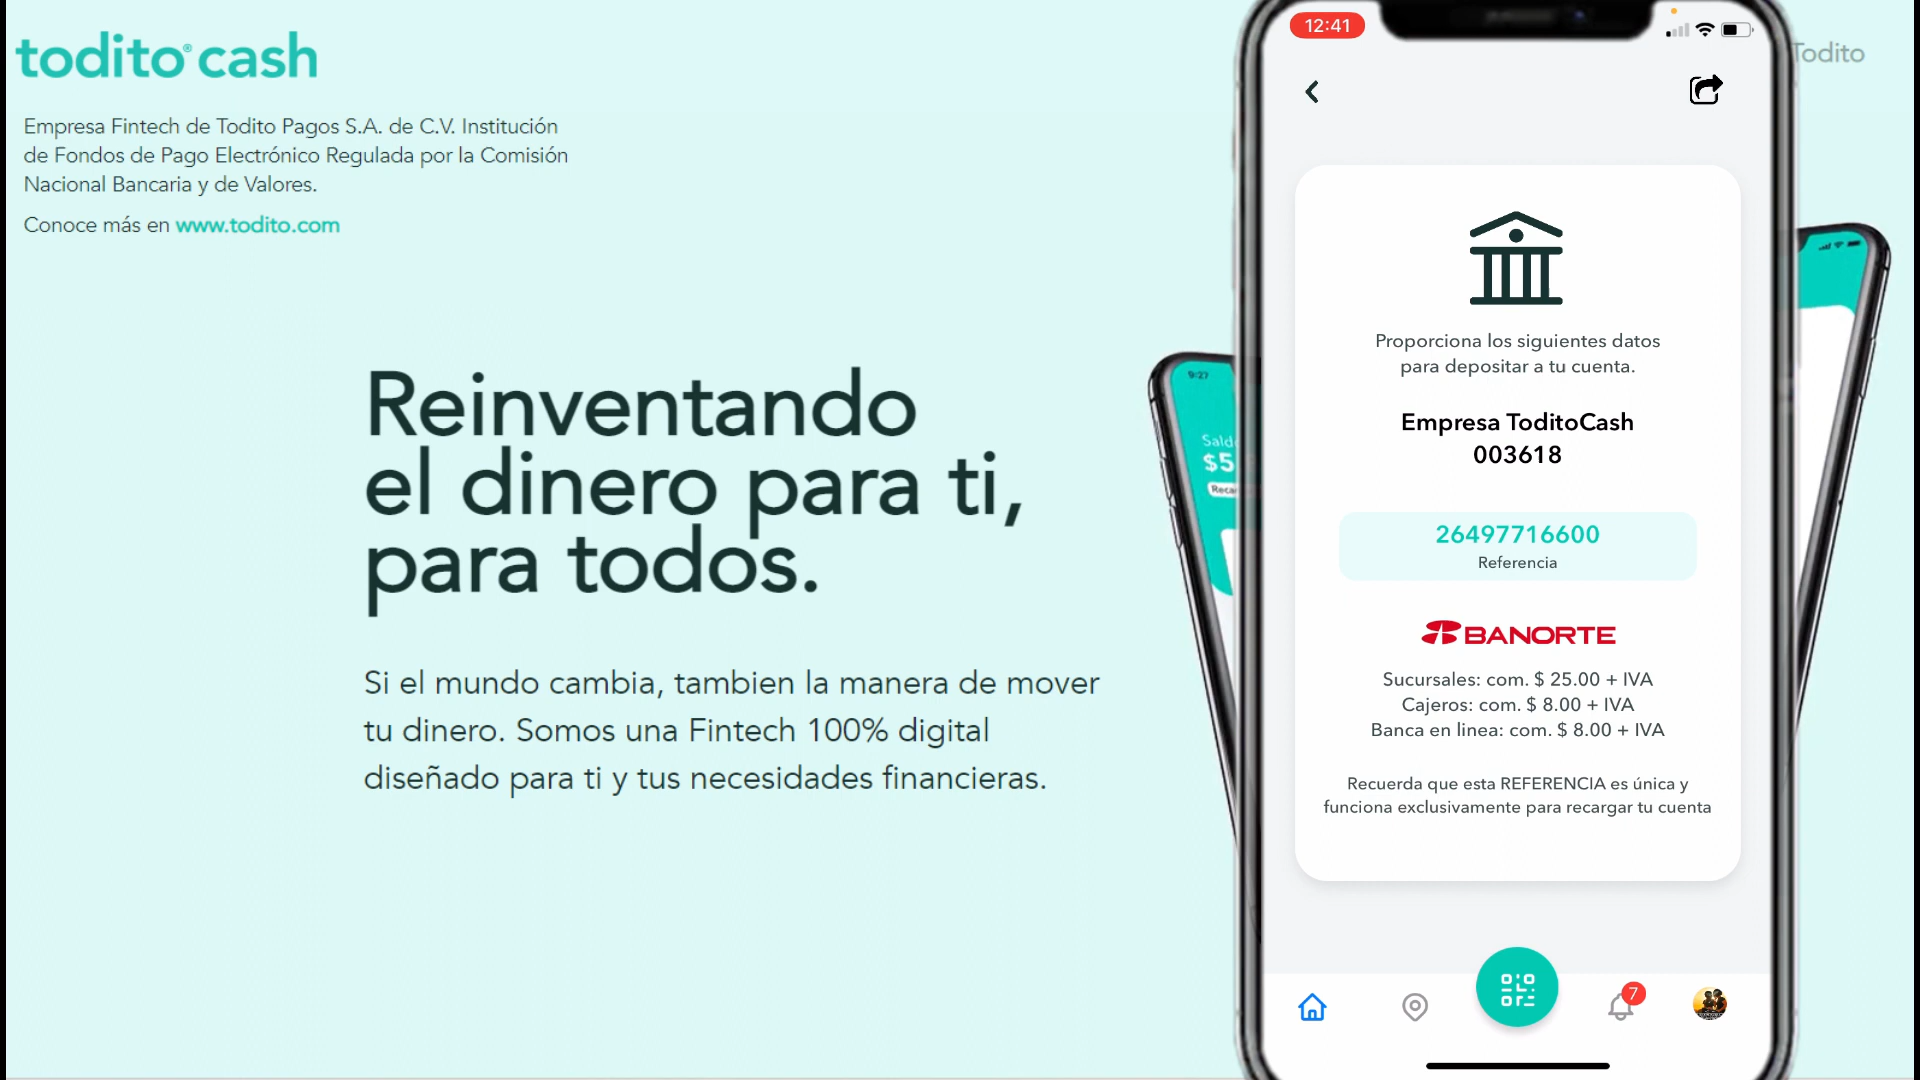 todito® cash
Empresa Fintech de Todito Pagos S.A. de C.V. Institución
de Fondos de Pago Electrónico Regulada por la Comisión
Nacional Bancaria y de Valores.
Conoce más en www.todito.com
Reinventando
el dinero para ti,
para todos.
Si el mundo cambia, tambien la manera de mover
tu dinero. Somos una Fintech 100% digital
diseñado para ti y tus necesidades financieras.
9:27
$5
12:41
Todito
Proporciona los siguientes datos
para depositar a tu cuenta.
Empresa ToditoCash
003618
26497716600
Referencia
BANORTE
Sucursales: com. $ 25.00 + IVA
Cajeros: com. $ 8.00 + IVA
Banca en linea: com. $ 8.00 + IVA
Recuerda que esta REFERENCIA es única y
funciona exclusivamente para recargar tu cuenta
7